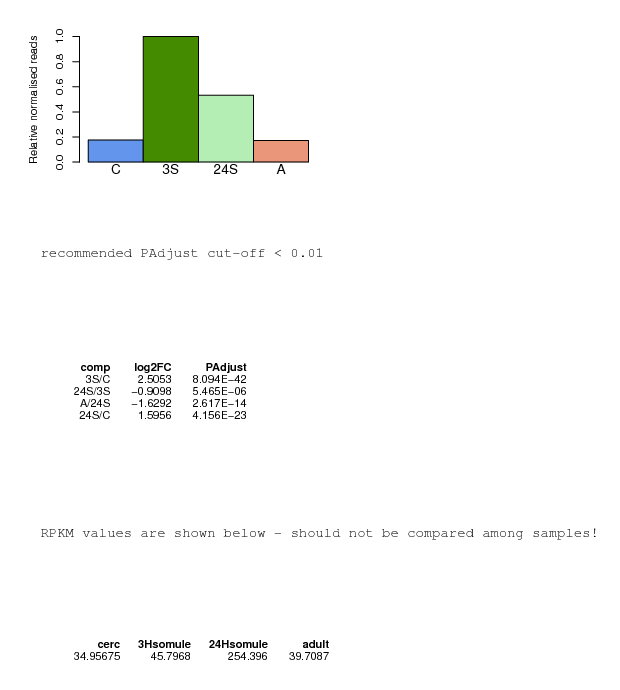 Relative normalised reads
1.0
0.8
0.6
0.4
0.2
0.0
C 3S 24S A
recommended PAdjust cut-off < 0.01
comp log2FC PAdjust
3S/C 2.5053 8.094E−42
24S/3S −0.9098 5.465E−06
A/24S −1.6292 2.617E−14
24S/C 1.5956 4.156E−23
RPKM values are shown below - should not be compared among samples!
cerc 3Hsomule 24Hsomule adult
34.95675 45.7968 254.396 39.7087